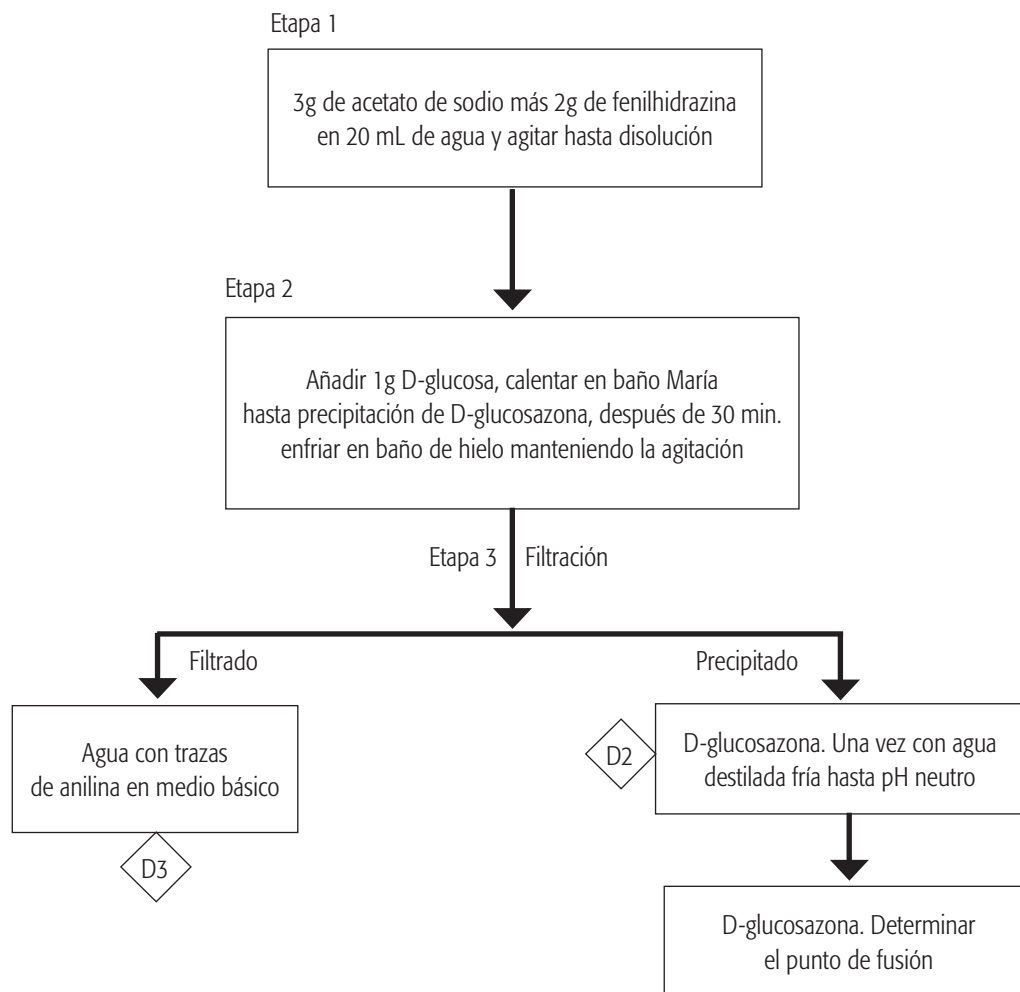 Etapa 1
3g de acetato de sodio más 2g de fenilhidrazina
en 20 mL de agua y agitar hasta disolución
Etapa 2
Añadir 1g D-glucosa, calentar en baño María
hasta precipitación de D-glucosazona, después de 30 min.
enfriar en baño de hielo manteniendo la agitación
Etapa 3 Filtración
Filtrado
Precipitado
Agua con trazas
de anilina en medio básico
D3
D2
D-glucosazona. Una vez con agua
destilada fría hasta pH neutro
D-glucosazona. Determinar
el punto de fusión